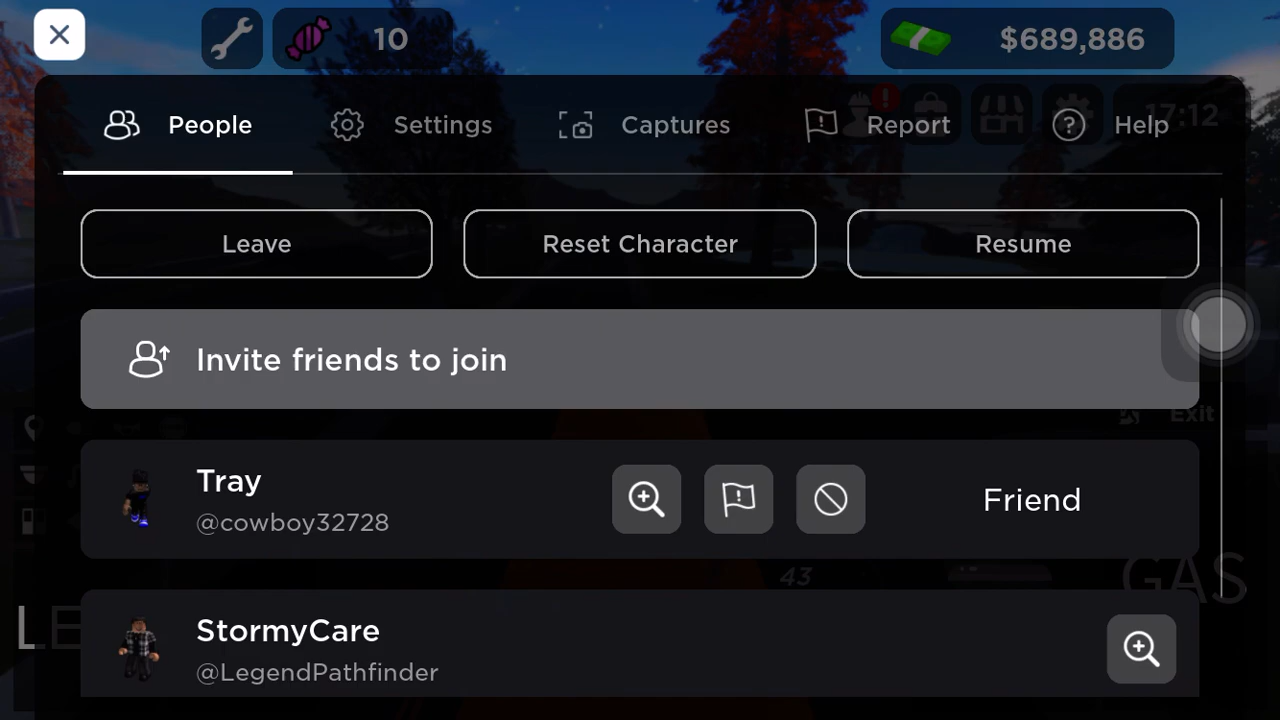 10
$689,886
People
Settings
Captures
Report
Help
17:12
Leave
Reset Character
Resume
Invite friends to join
Exit
Tray
@cowboy32728
Friend
43
GAS
LE
StormyCare
@LegendPathfinder